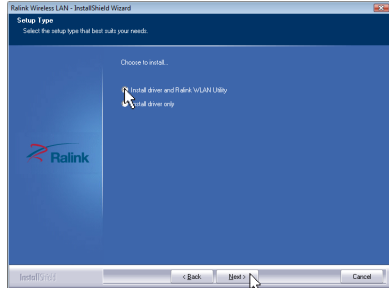 Ralink Wireless LAN - InstallShield Wizard
Setup Type
Select the setup type that best suits your needs.
Choose to install...
Install driver and Ralink WLAN Utility
Install driver only
Ralink
InstallShield
< Back
Next >
Cancel